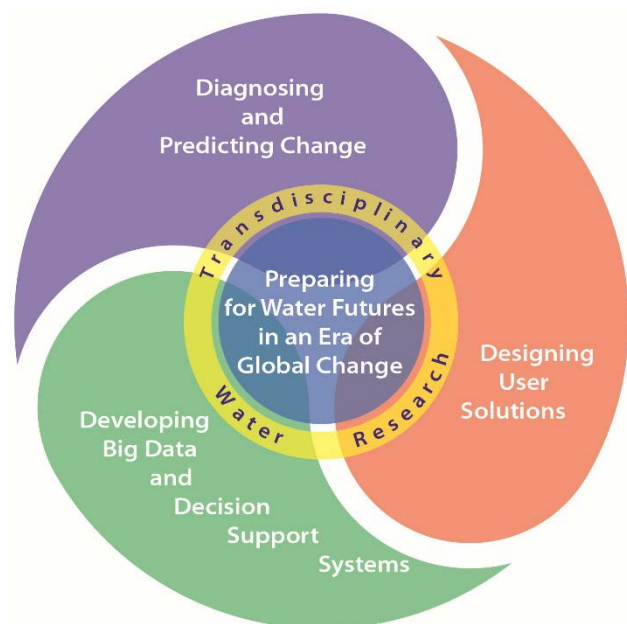 Diagnosing
and
Predicting Change
Transdisciplinary
Preparing
for Water Futures
in an Era of
Global Change
Water
Research
Designing
User
Solutions
Developing
Big Data
and
Decision
Support
Systems